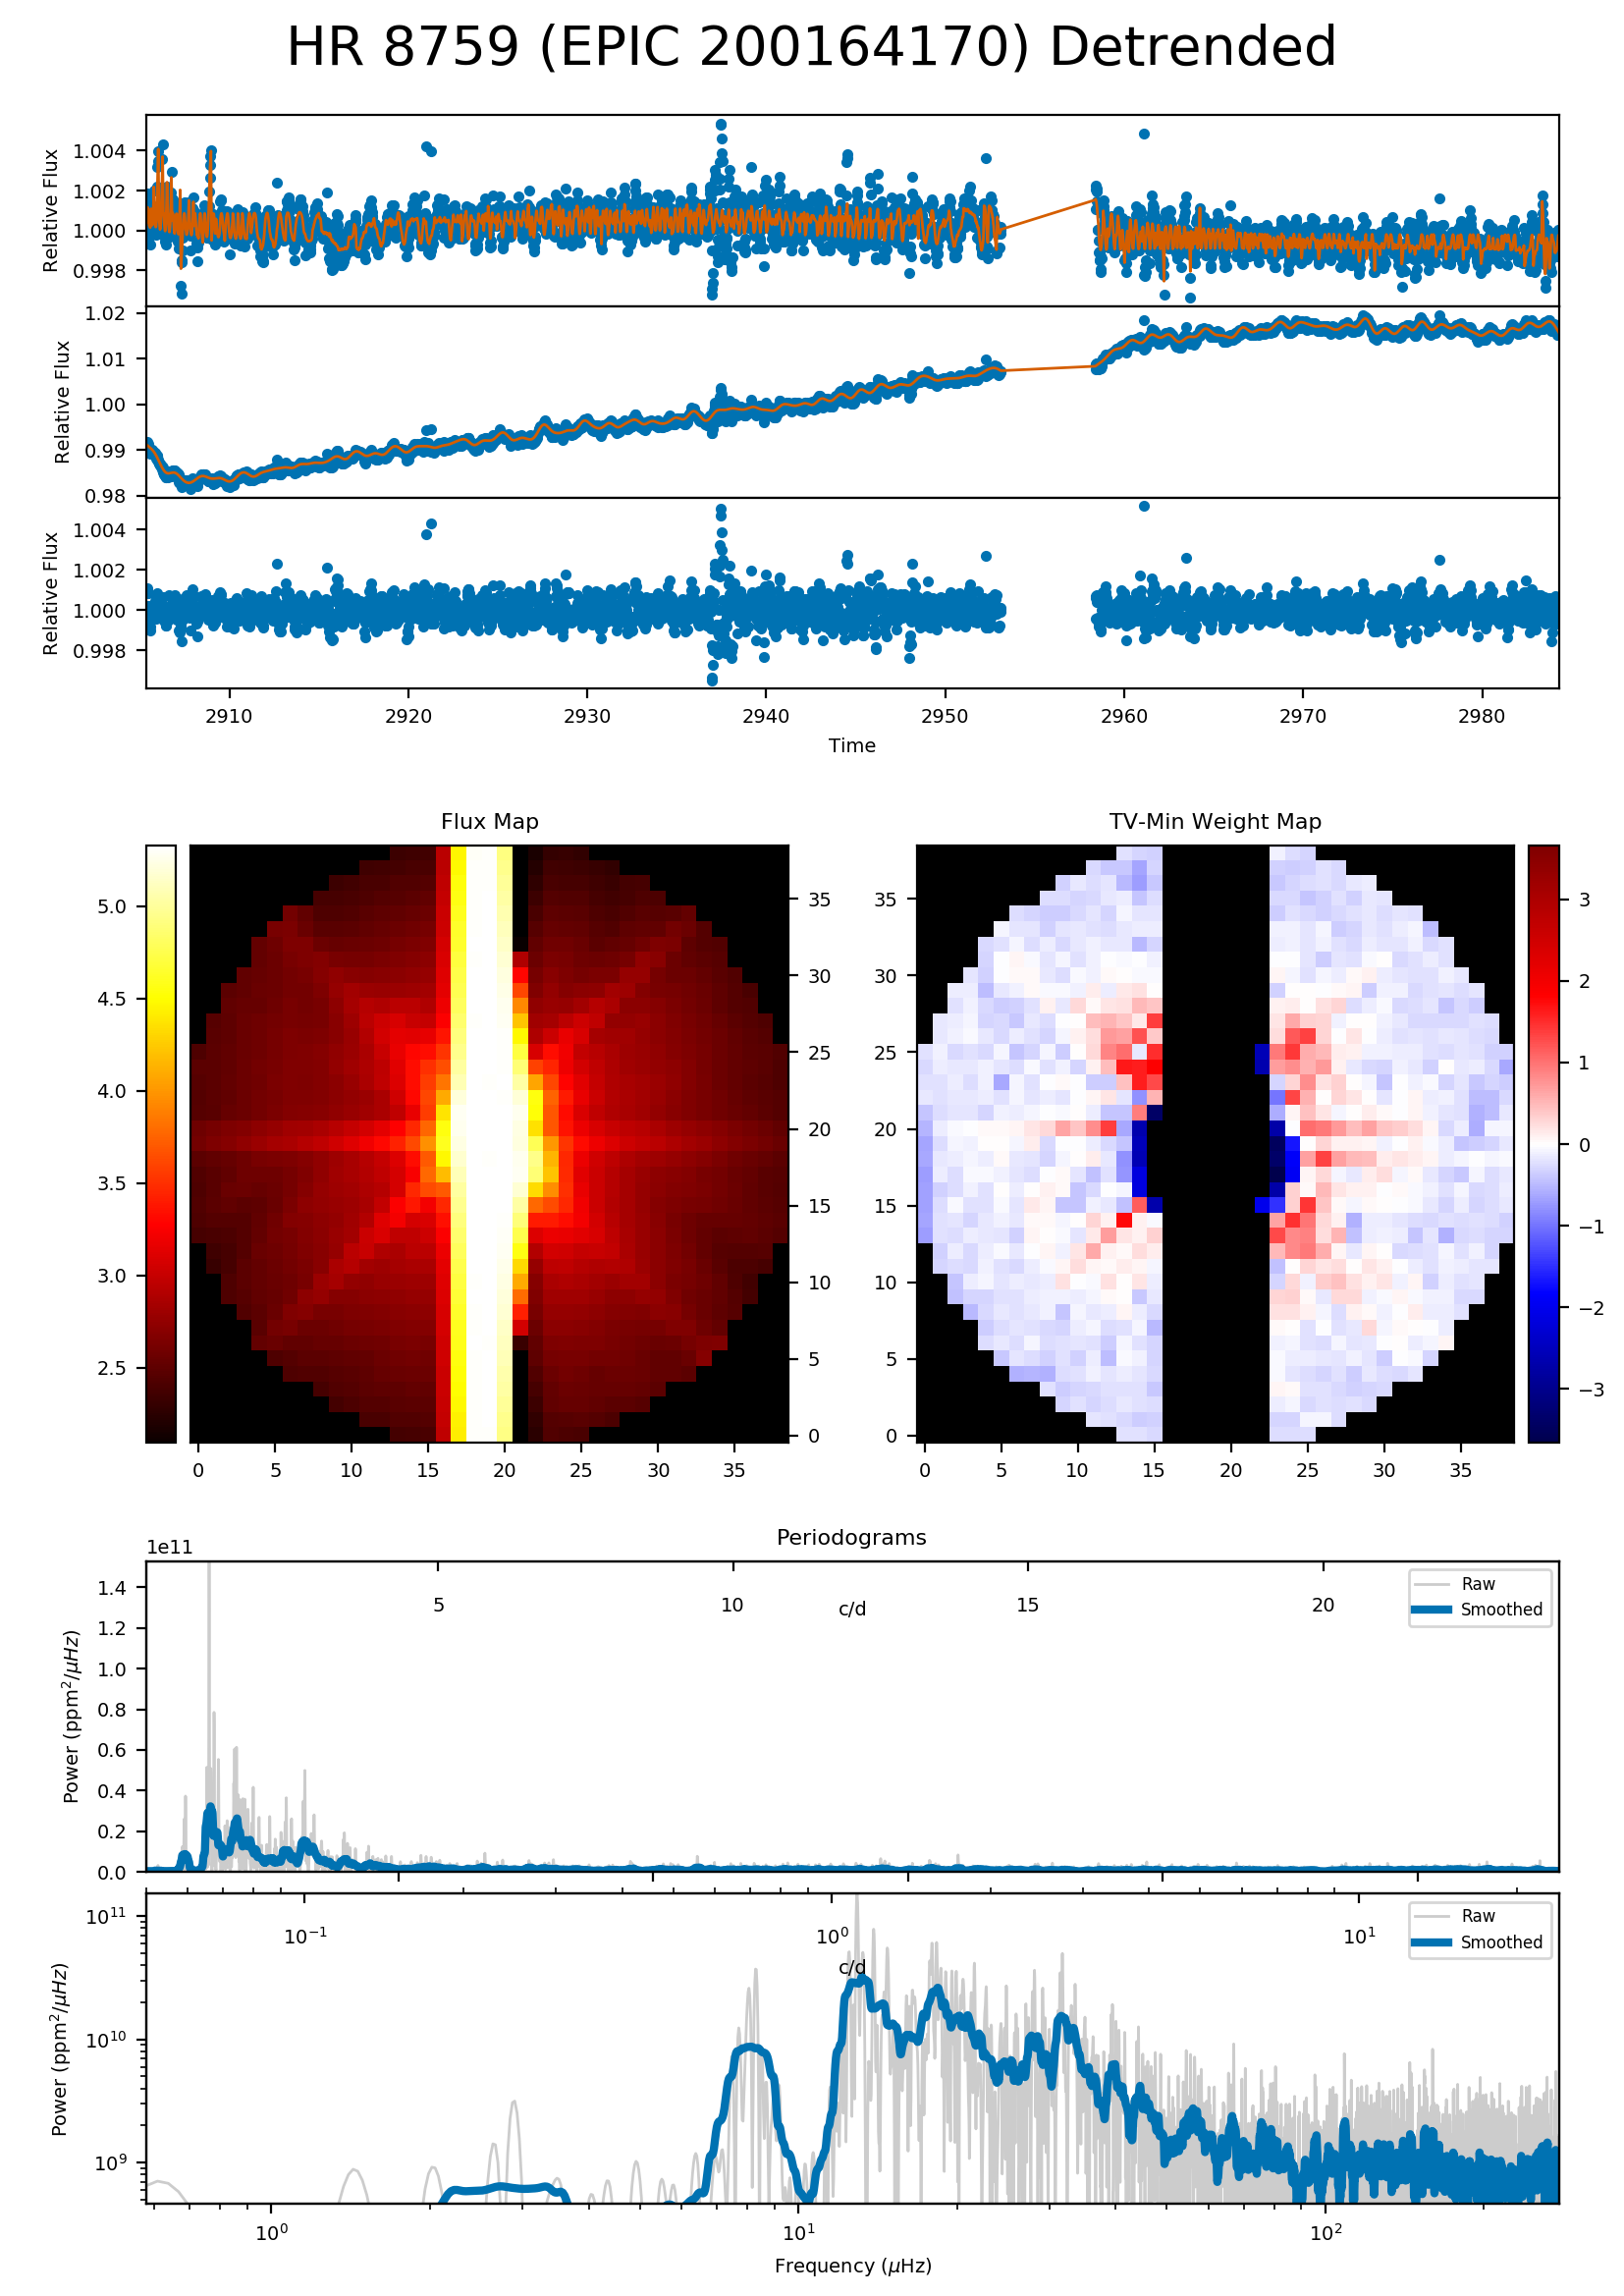 HR 8759 (EPIC 200164170) Detrended
Relative Flux
1.004
1.002
1.000
0.998
Relative Flux
1.02
1.01
1.00
0.99
0.98
Relative Flux
1.004
1.002
1.000
0.998
2910 2920 2930 2940 2950 2960 2970 2980
Time
Flux Map
5.0
4.5
4.0
3.5
3.0
2.5
35
30
25
20
15
10
5
0
0 5 10 15 20 25 30 35
TV-Min Weight Map
35
30
25
20
15
10
5
0
0 5 10 15 20 25 30 35
3
2
1
0
−1
−2
−3
Periodograms
1e11
Power (ppm²/μHz)
1.4
1.2
1.0
0.8
0.6
0.4
0.2
0.0
5 10 15 20
c/d
Raw
Smoothed
Power (ppm²/μHz)
10¹¹
10¹⁰
10⁹
10⁻¹ 10⁰ 10¹
c/d
Raw
Smoothed
10⁰ 10¹ 10²
Frequency (μHz)